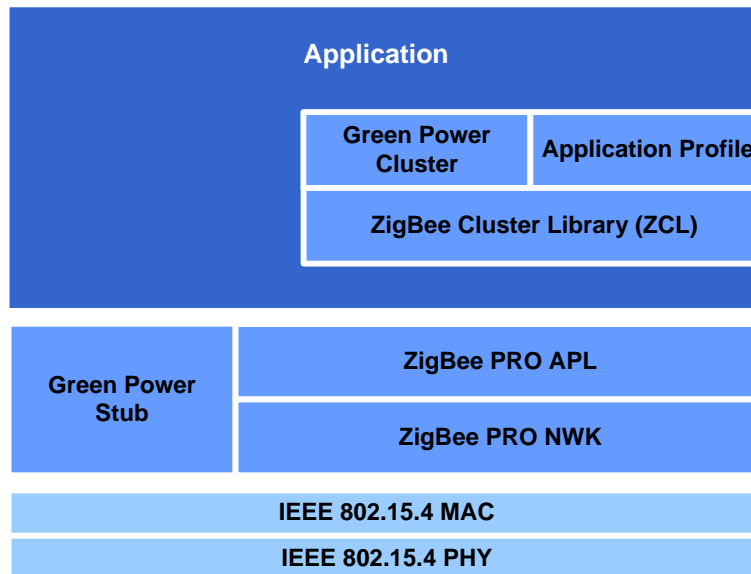 Application
Green Power
Cluster
Application Profile
ZigBee Cluster Library (ZCL)
Green Power
Stub
ZigBee PRO APL
ZigBee PRO NWK
IEEE 802.15.4 MAC
IEEE 802.15.4 PHY